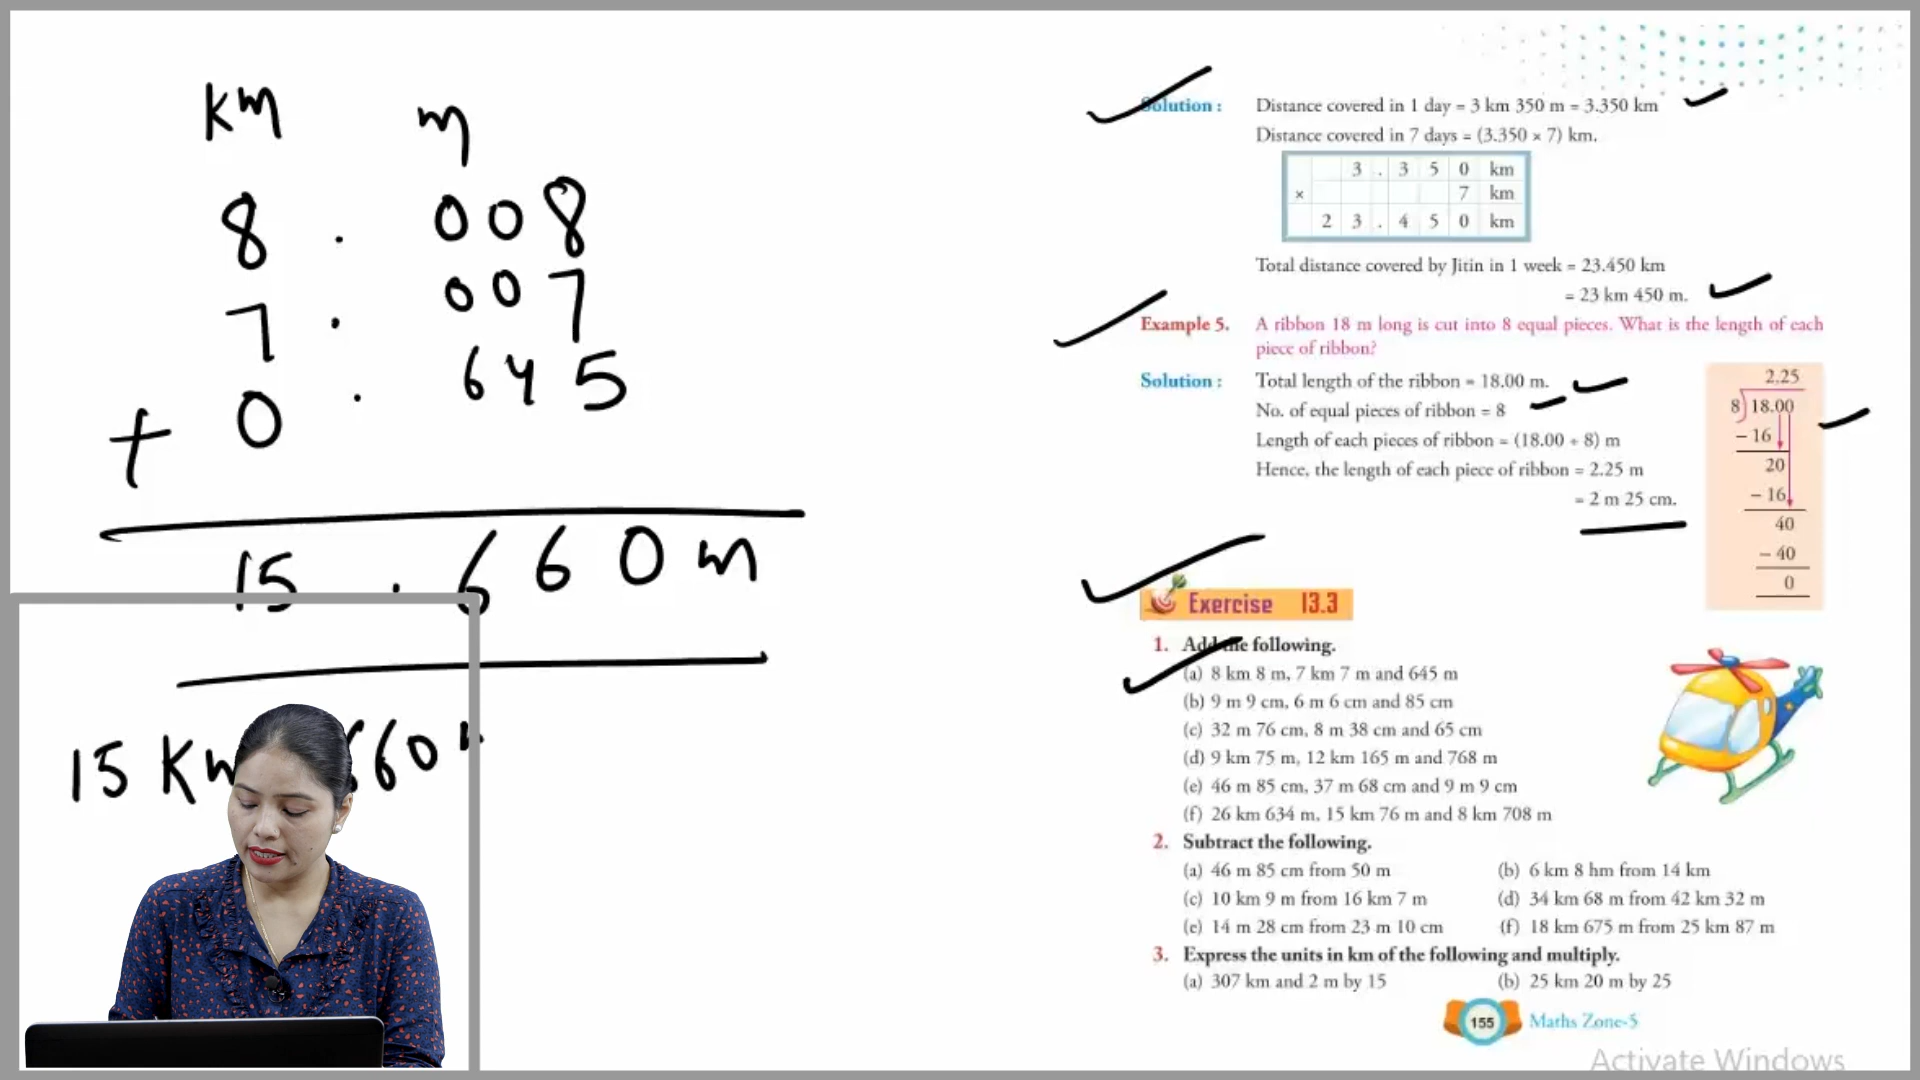 km m
8 . 008
7 . 007
+ 0 . 645
15 . 660 m
15 Km 660
Solution : Distance covered in 1 day = 3 km 350 m = 3.350 km
Distance covered in 7 days = (3.350 × 7) km.
3 . 3 5 0 km
× 7 km
2 3 . 4 5 0 km
Total distance covered by Jitin in 1 week = 23.450 km
= 23 km 450 m.
Example 5. A ribbon 18 m long is cut into 8 equal pieces. What is the length of each
piece of ribbon?
Solution : Total length of the ribbon = 18.00 m.
No. of equal pieces of ribbon = 8
Length of each pieces of ribbon = (18.00 ÷ 8) m
Hence, the length of each piece of ribbon = 2.25 m
= 2 m 25 cm.
2.25
8)18.00
– 16
20
– 16
40
– 40
0
Exercise 13.3
1. Add the following.
(a) 8 km 8 m, 7 km 7 m and 645 m
(b) 9 m 9 cm, 6 m 6 cm and 85 cm
(c) 32 m 76 cm, 8 m 38 cm and 65 cm
(d) 9 km 75 m, 12 km 165 m and 768 m
(e) 46 m 85 cm, 37 m 68 cm and 9 m 9 cm
(f) 26 km 634 m, 15 km 76 m and 8 km 708 m
2. Subtract the following.
(a) 46 m 85 cm from 50 m (b) 6 km 8 hm from 14 km
(c) 10 km 9 m from 16 km 7 m (d) 34 km 68 m from 42 km 32 m
(e) 14 m 28 cm from 23 m 10 cm (f) 18 km 675 m from 25 km 87 m
3. Express the units in km of the following and multiply.
(a) 307 km and 2 m by 15 (b) 25 km 20 m by 25
155 Maths Zone-5
Activate Windows